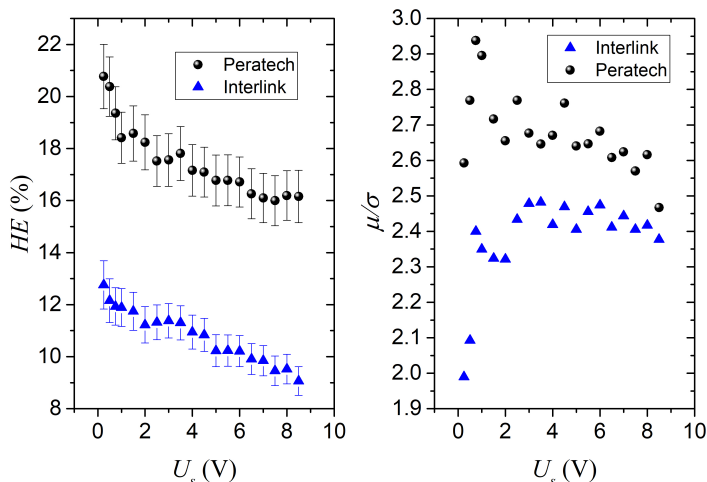 22
20
18
16
14
12
10
8
HE (%)
Peratech
Interlink
0 2 4 6 8 10
U_s (V)
3.0
2.9
2.8
2.7
2.6
2.5
2.4
2.3
2.2
2.1
2.0
1.9
μ/σ
Interlink
Peratech
0 2 4 6 8 10
U_s (V)